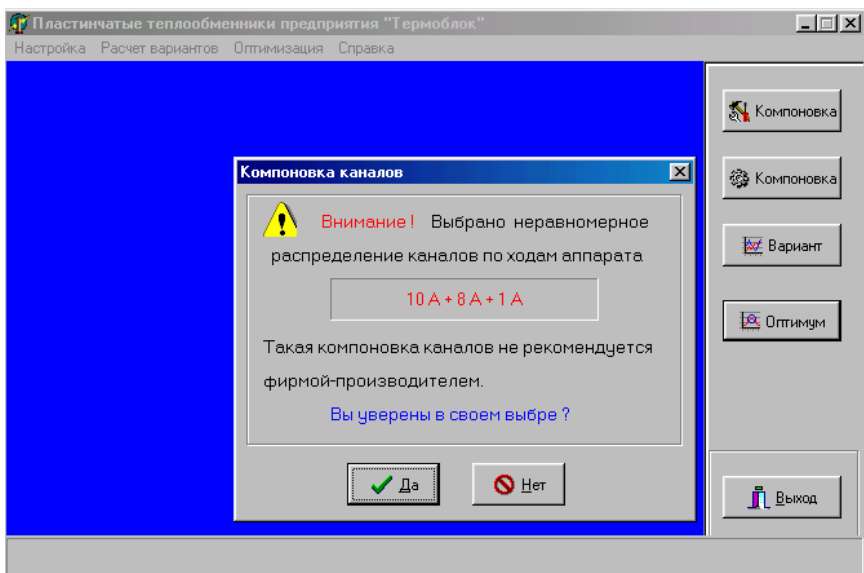 Пластинчатые теплообменники предприятия "Термоблок"
Настройка Расчет вариантов Оптимизация Справка
Компоновка
Компоновка
Вариант
Оптимум
Выход
Компоновка каналов
Внимание ! Выбрано неравномерное
распределение каналов по ходам аппарата
10 А + 8 А + 1 А
Такая компоновка каналов не рекомендуется
фирмой-производителем.
Вы уверены в своем выбре ?
Да
Нет